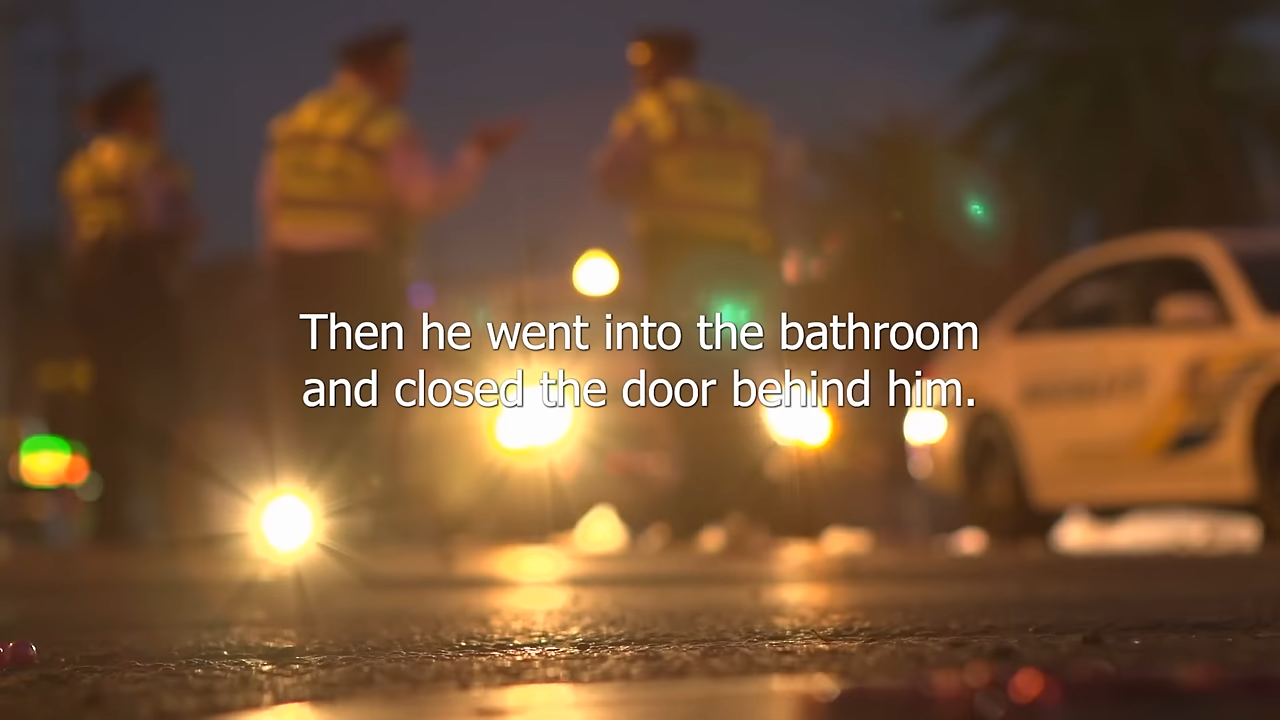 Then he went into the bathroom
and closed the door behind him.